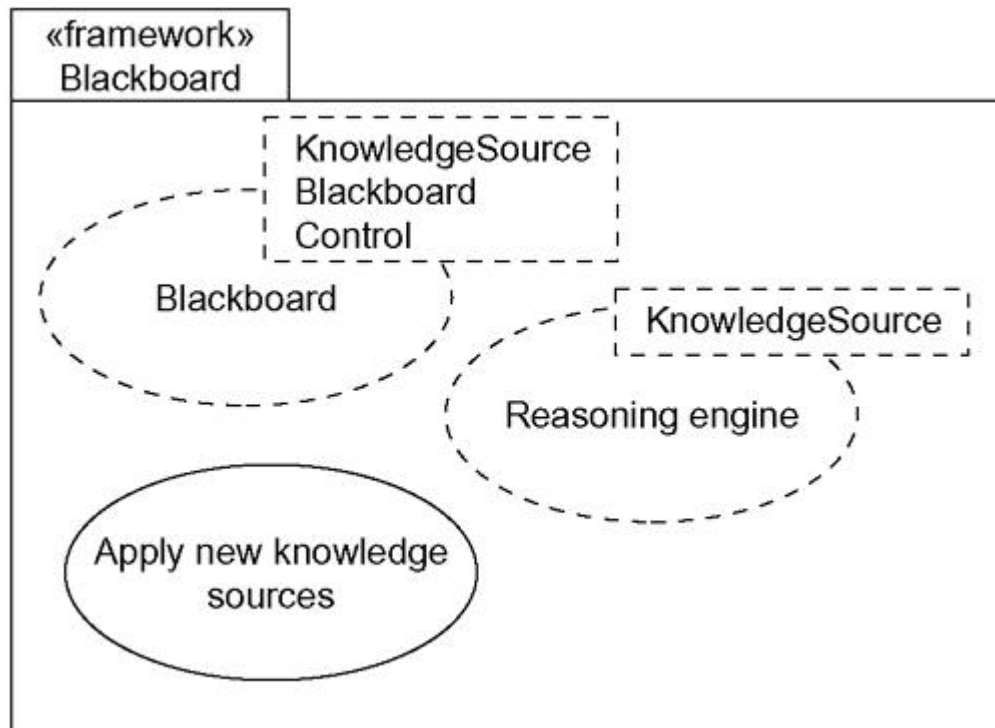 «framework»
Blackboard
KnowledgeSource
Blackboard
Control
Blackboard
KnowledgeSource
Reasoning engine
Apply new knowledge
sources